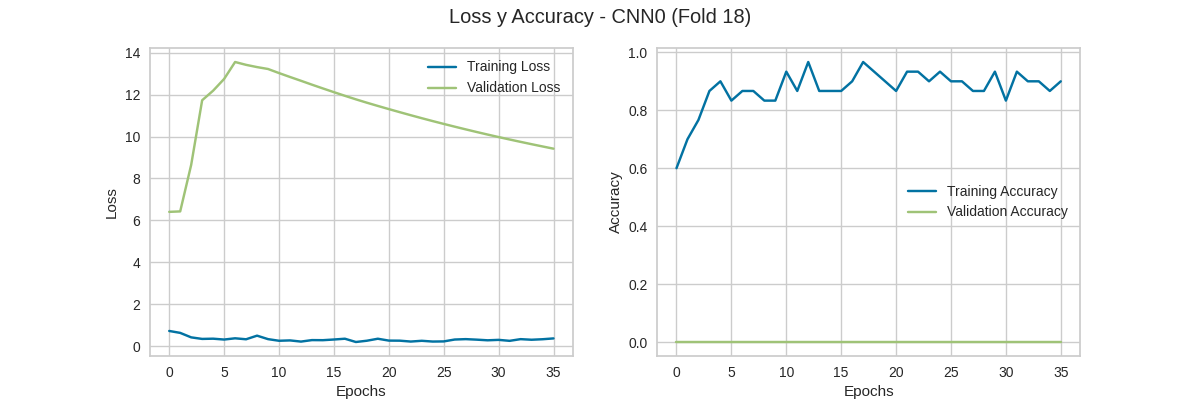 Loss y Accuracy - CNN0 (Fold 18)
14
12
10
8
6
4
2
0
Loss
Training Loss
Validation Loss
0 5 10 15 20 25 30 35
Epochs
1.0
0.8
0.6
0.4
0.2
0.0
Accuracy
Training Accuracy
Validation Accuracy
0 5 10 15 20 25 30 35
Epochs